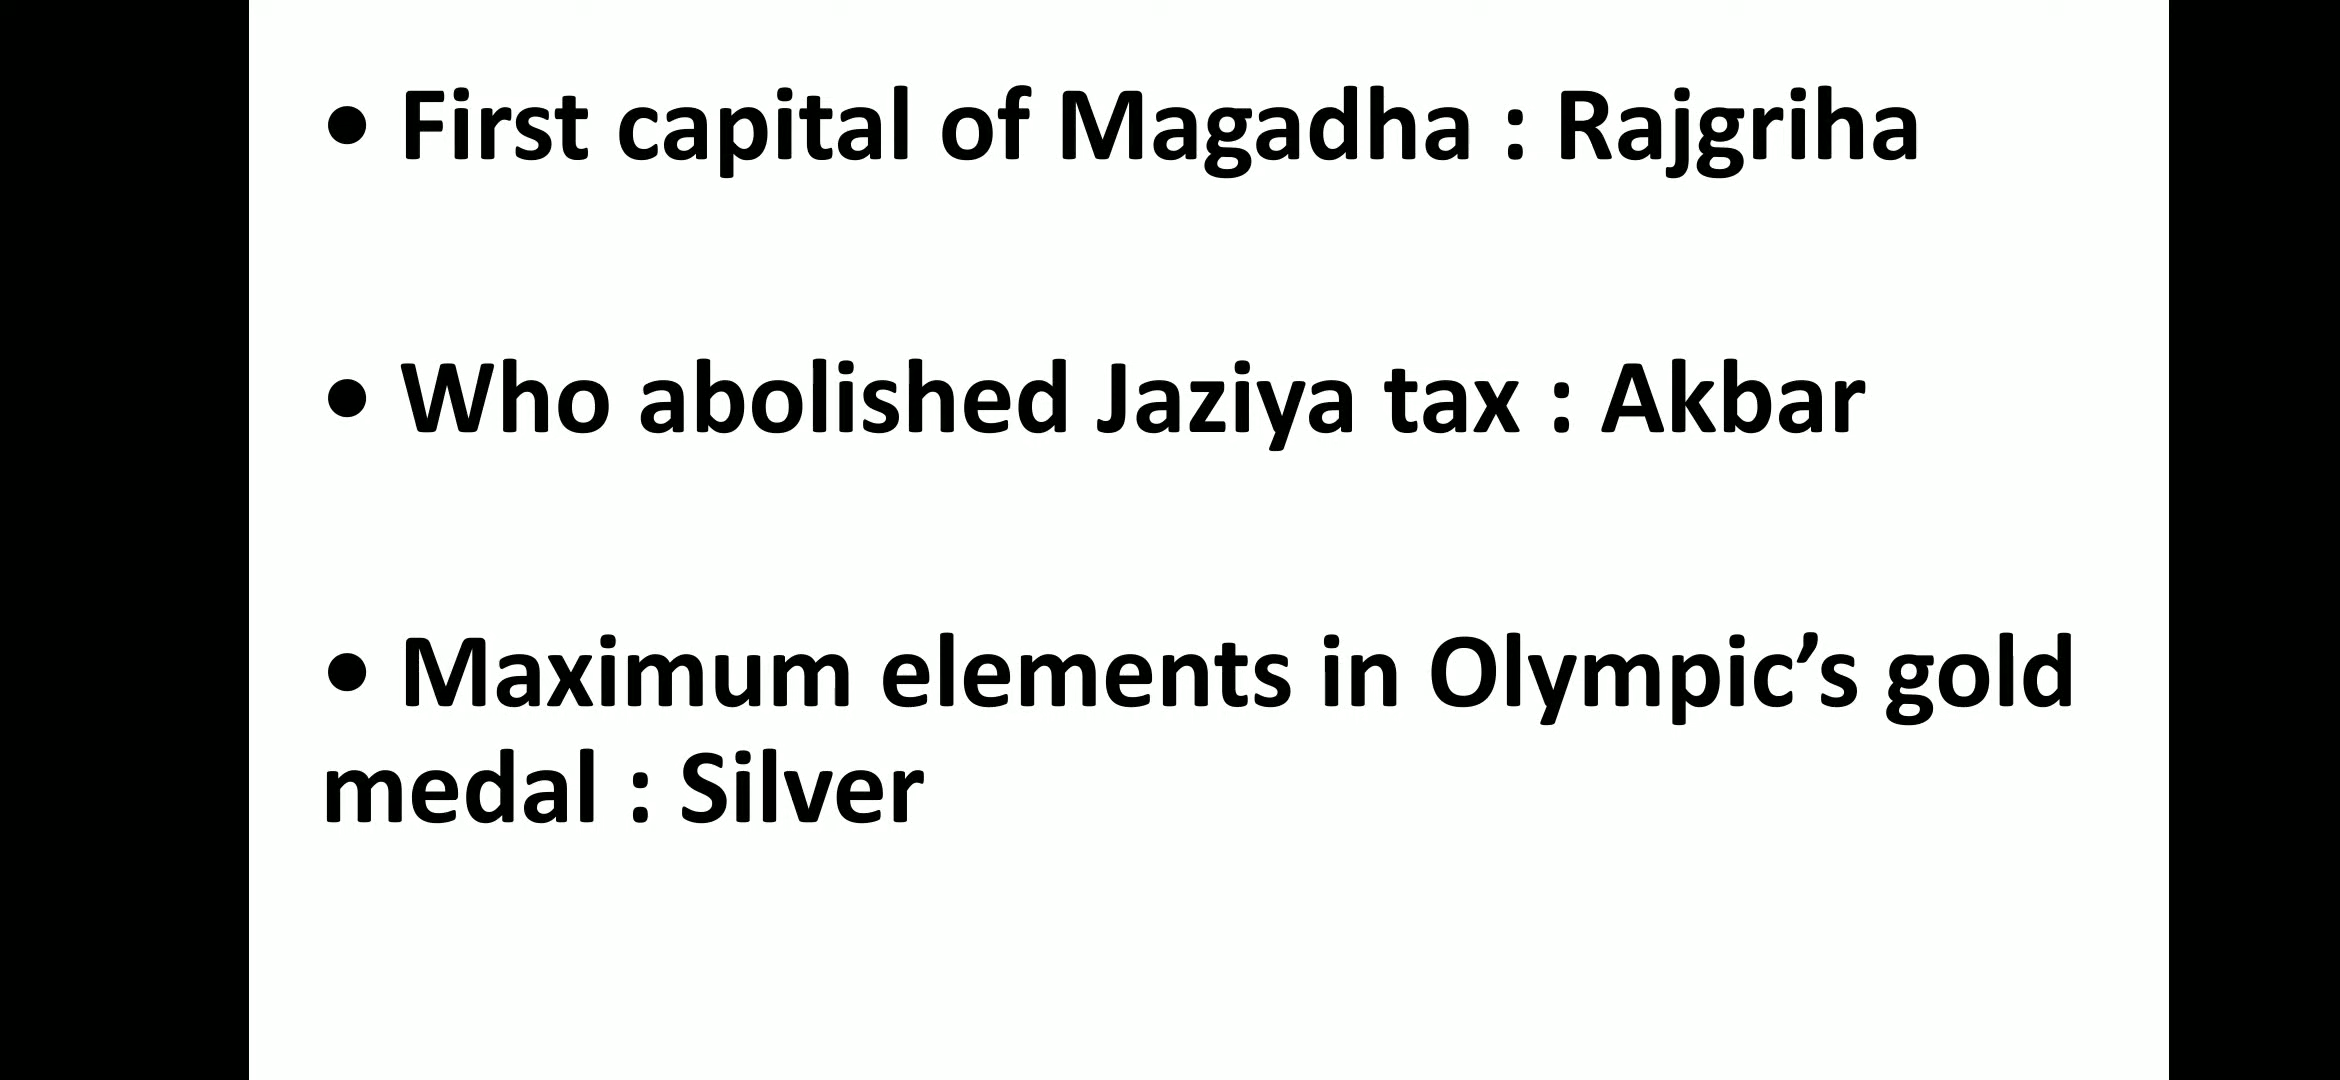 • First capital of Magadha : Rajgriha
• Who abolished Jaziya tax : Akbar
• Maximum elements in Olympic’s gold
medal : Silver